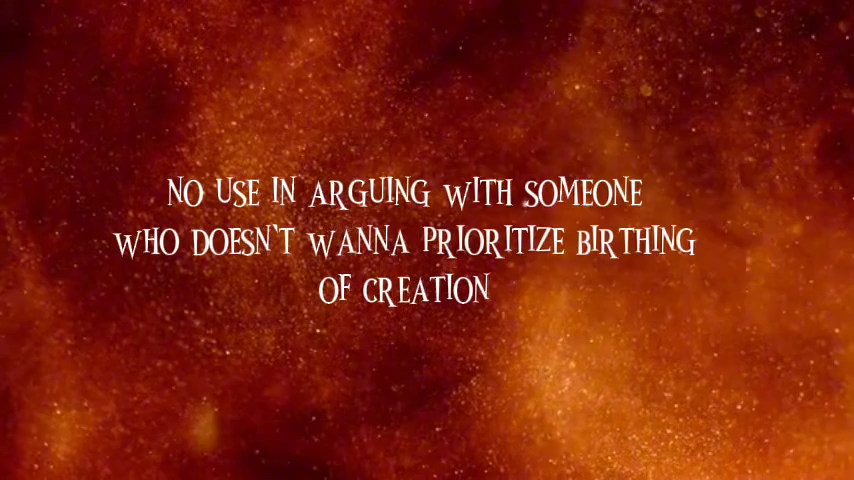 NO USE IN ARGUING WITH SOMEONE
WHO DOESN'T WANNA PRIORITIZE BIRTHING
OF CREATION